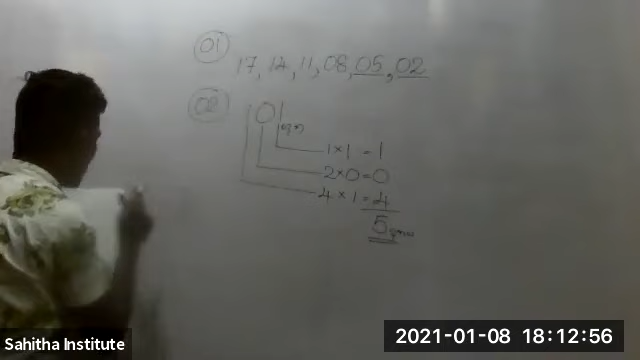 01
17, 14, 11, 08, 05, 02
02
101
1 × 1 = 1
2 × 0 = 0
4 × 1 = 4
5
Sahitha Institute
2021-01-08 18:12:56